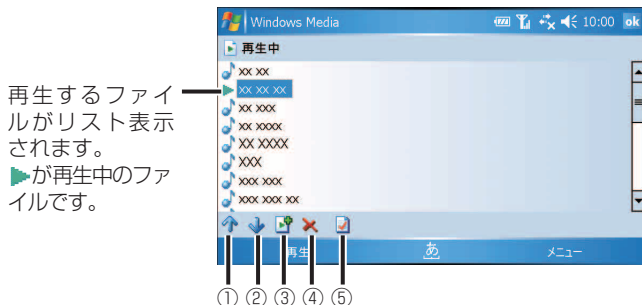 Windows Media 10:00 ok
再生中
xx xx
xx xx xx
xx xxx
xx xxxx
XX XXXX
XXX
xxx xxx
xxx xxx xx
再生 あ メニュー
再生するファイ
ルがリスト表示
されます。
▶が再生中のファ
イルです。
① ② ③ ④ ⑤